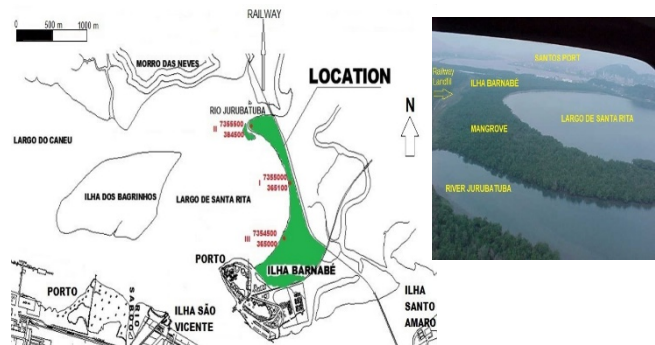 0 500 m 1000 m
RAILWAY
MORRO DAS NEVES
LOCATION
N
RIO JURUBATUBA
II 7355500
364500
LARGO DO CANEU
I 7355000
365100
ILHA DOS BAGRINHOS
LARGO DE SANTA RITA
III 7354500
365000
PORTO
ILHA BARNABÉ
PORTO
ILHA SÃO
VICENTE
ILHA
SANTO
AMARO
SANTOS PORT
Railway
Landfill
ILHA BARNABÉ
LARGO DE SANTA RITA
MANGROVE
RIVER JURUBATUBA